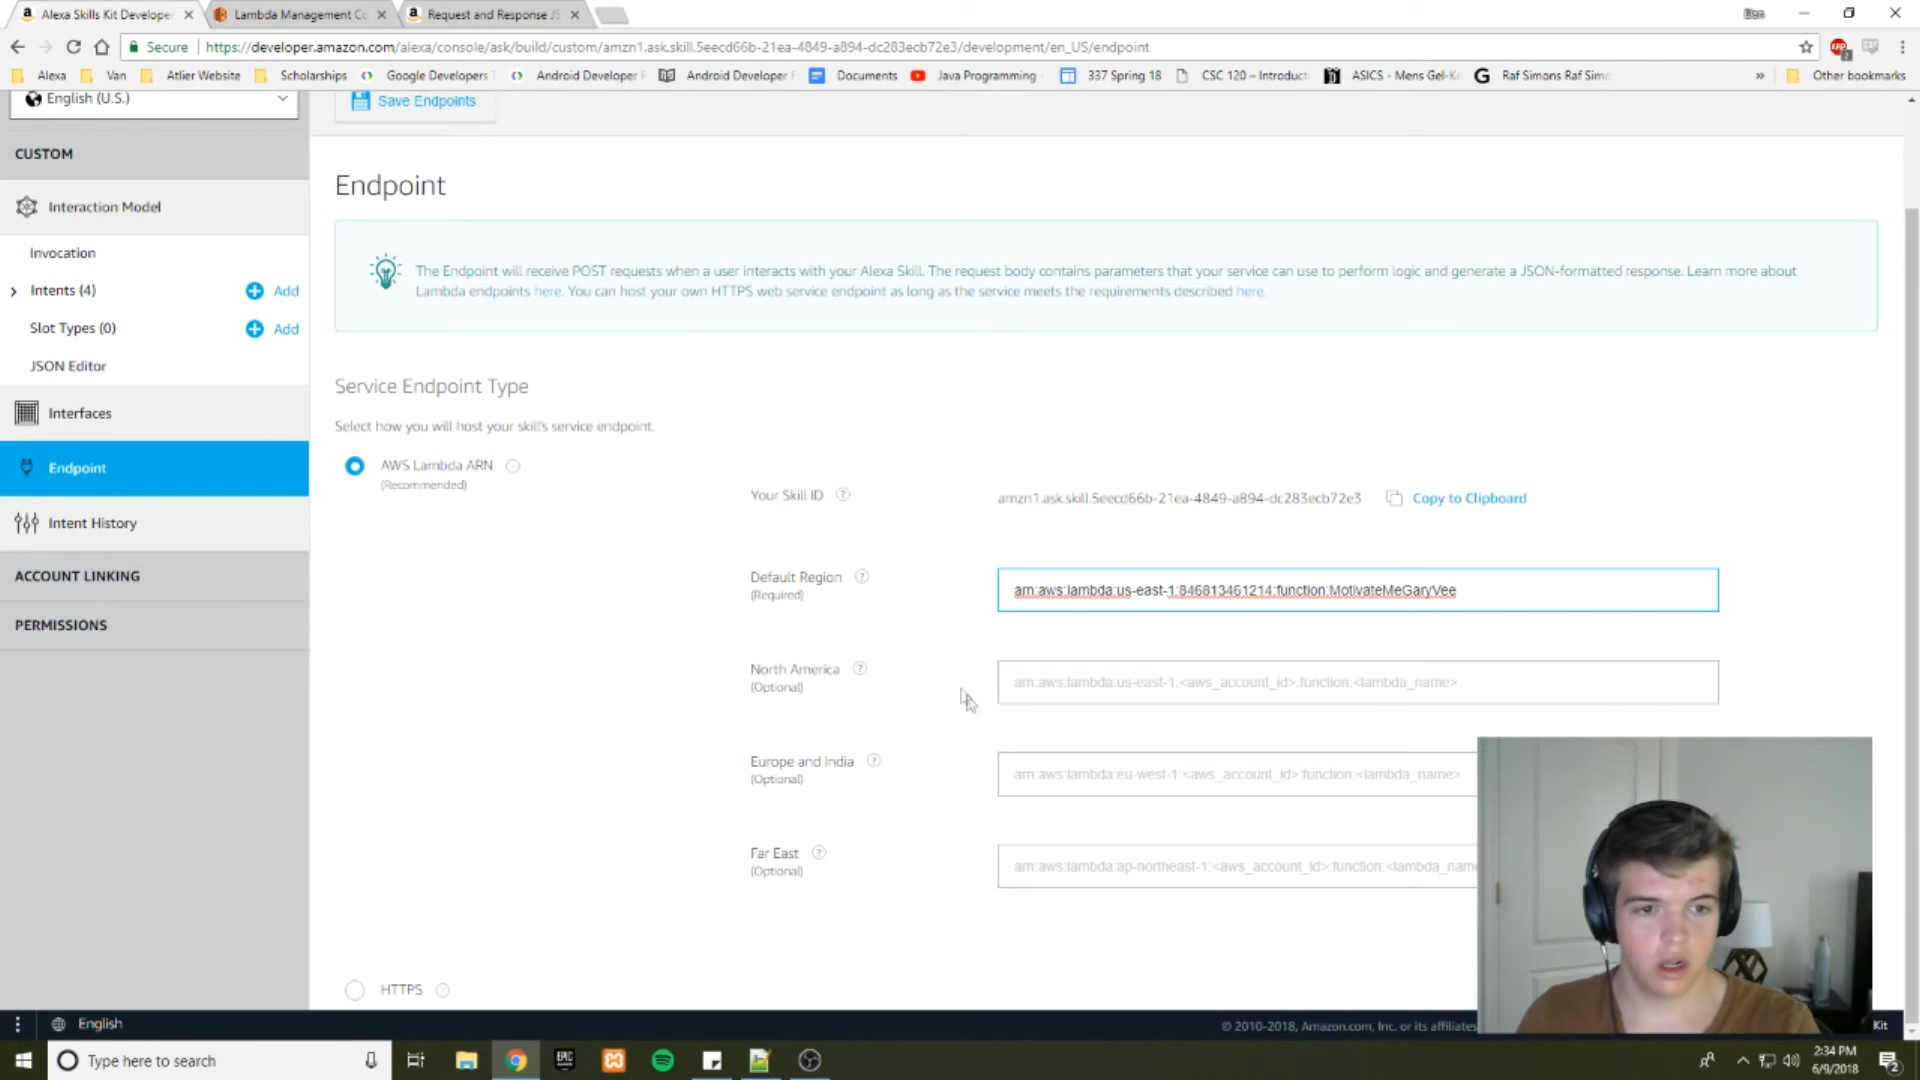 Alexa Skills Kit Develope
Lambda Management Co
Request and Response JS
Secure
https://developer.amazon.com/alexa/console/ask/build/custom/amzn1.ask.skill.5eecd66b-21ea-4849-a894-dc283ecb72e3/development/en_US/endpoint
Alexa
Van
Atlier Website
Scholarships
Google Developers T
Android Developer F
Android Developer F
Documents
Java Programming
337 Spring 18
CSC 120 – Introducti
ASICS - Mens Gel-Ka
Raf Simons Raf Simo
»
Other bookmarks
English (U.S.)
Save Endpoints
CUSTOM
Interaction Model
Invocation
Intents (4)
Add
Slot Types (0)
Add
JSON Editor
Interfaces
Endpoint
Intent History
ACCOUNT LINKING
PERMISSIONS
Endpoint
The Endpoint will receive POST requests when a user interacts with your Alexa Skill. The request body contains parameters that your service can use to perform logic and generate a JSON-formatted response. Learn more about
Lambda endpoints here. You can host your own HTTPS web service endpoint as long as the service meets the requirements described here.
Service Endpoint Type
Select how you will host your skill's service endpoint.
AWS Lambda ARN
(Recommended)
Your Skill ID
amzn1.ask.skill.5eecd66b-21ea-4849-a894-dc283ecb72e3
Copy to Clipboard
Default Region
(Required)
arn:aws:lambda:us-east-1:846813461214:function:MotivateMeGaryVee
North America
(Optional)
arn:aws:lambda:us-east-1:<aws_account_id>:function:<lambda_name>
Europe and India
(Optional)
arn:aws:lambda:eu-west-1:<aws_account_id>:function:<lambda_name>
Far East
(Optional)
arn:aws:lambda:ap-northeast-1:<aws_account_id>:function:<lambda_nam
HTTPS
English
© 2010-2018, Amazon.com, Inc. or its affiliates
Kit
Type here to search
EPIC
2:34 PM
6/9/2018
2